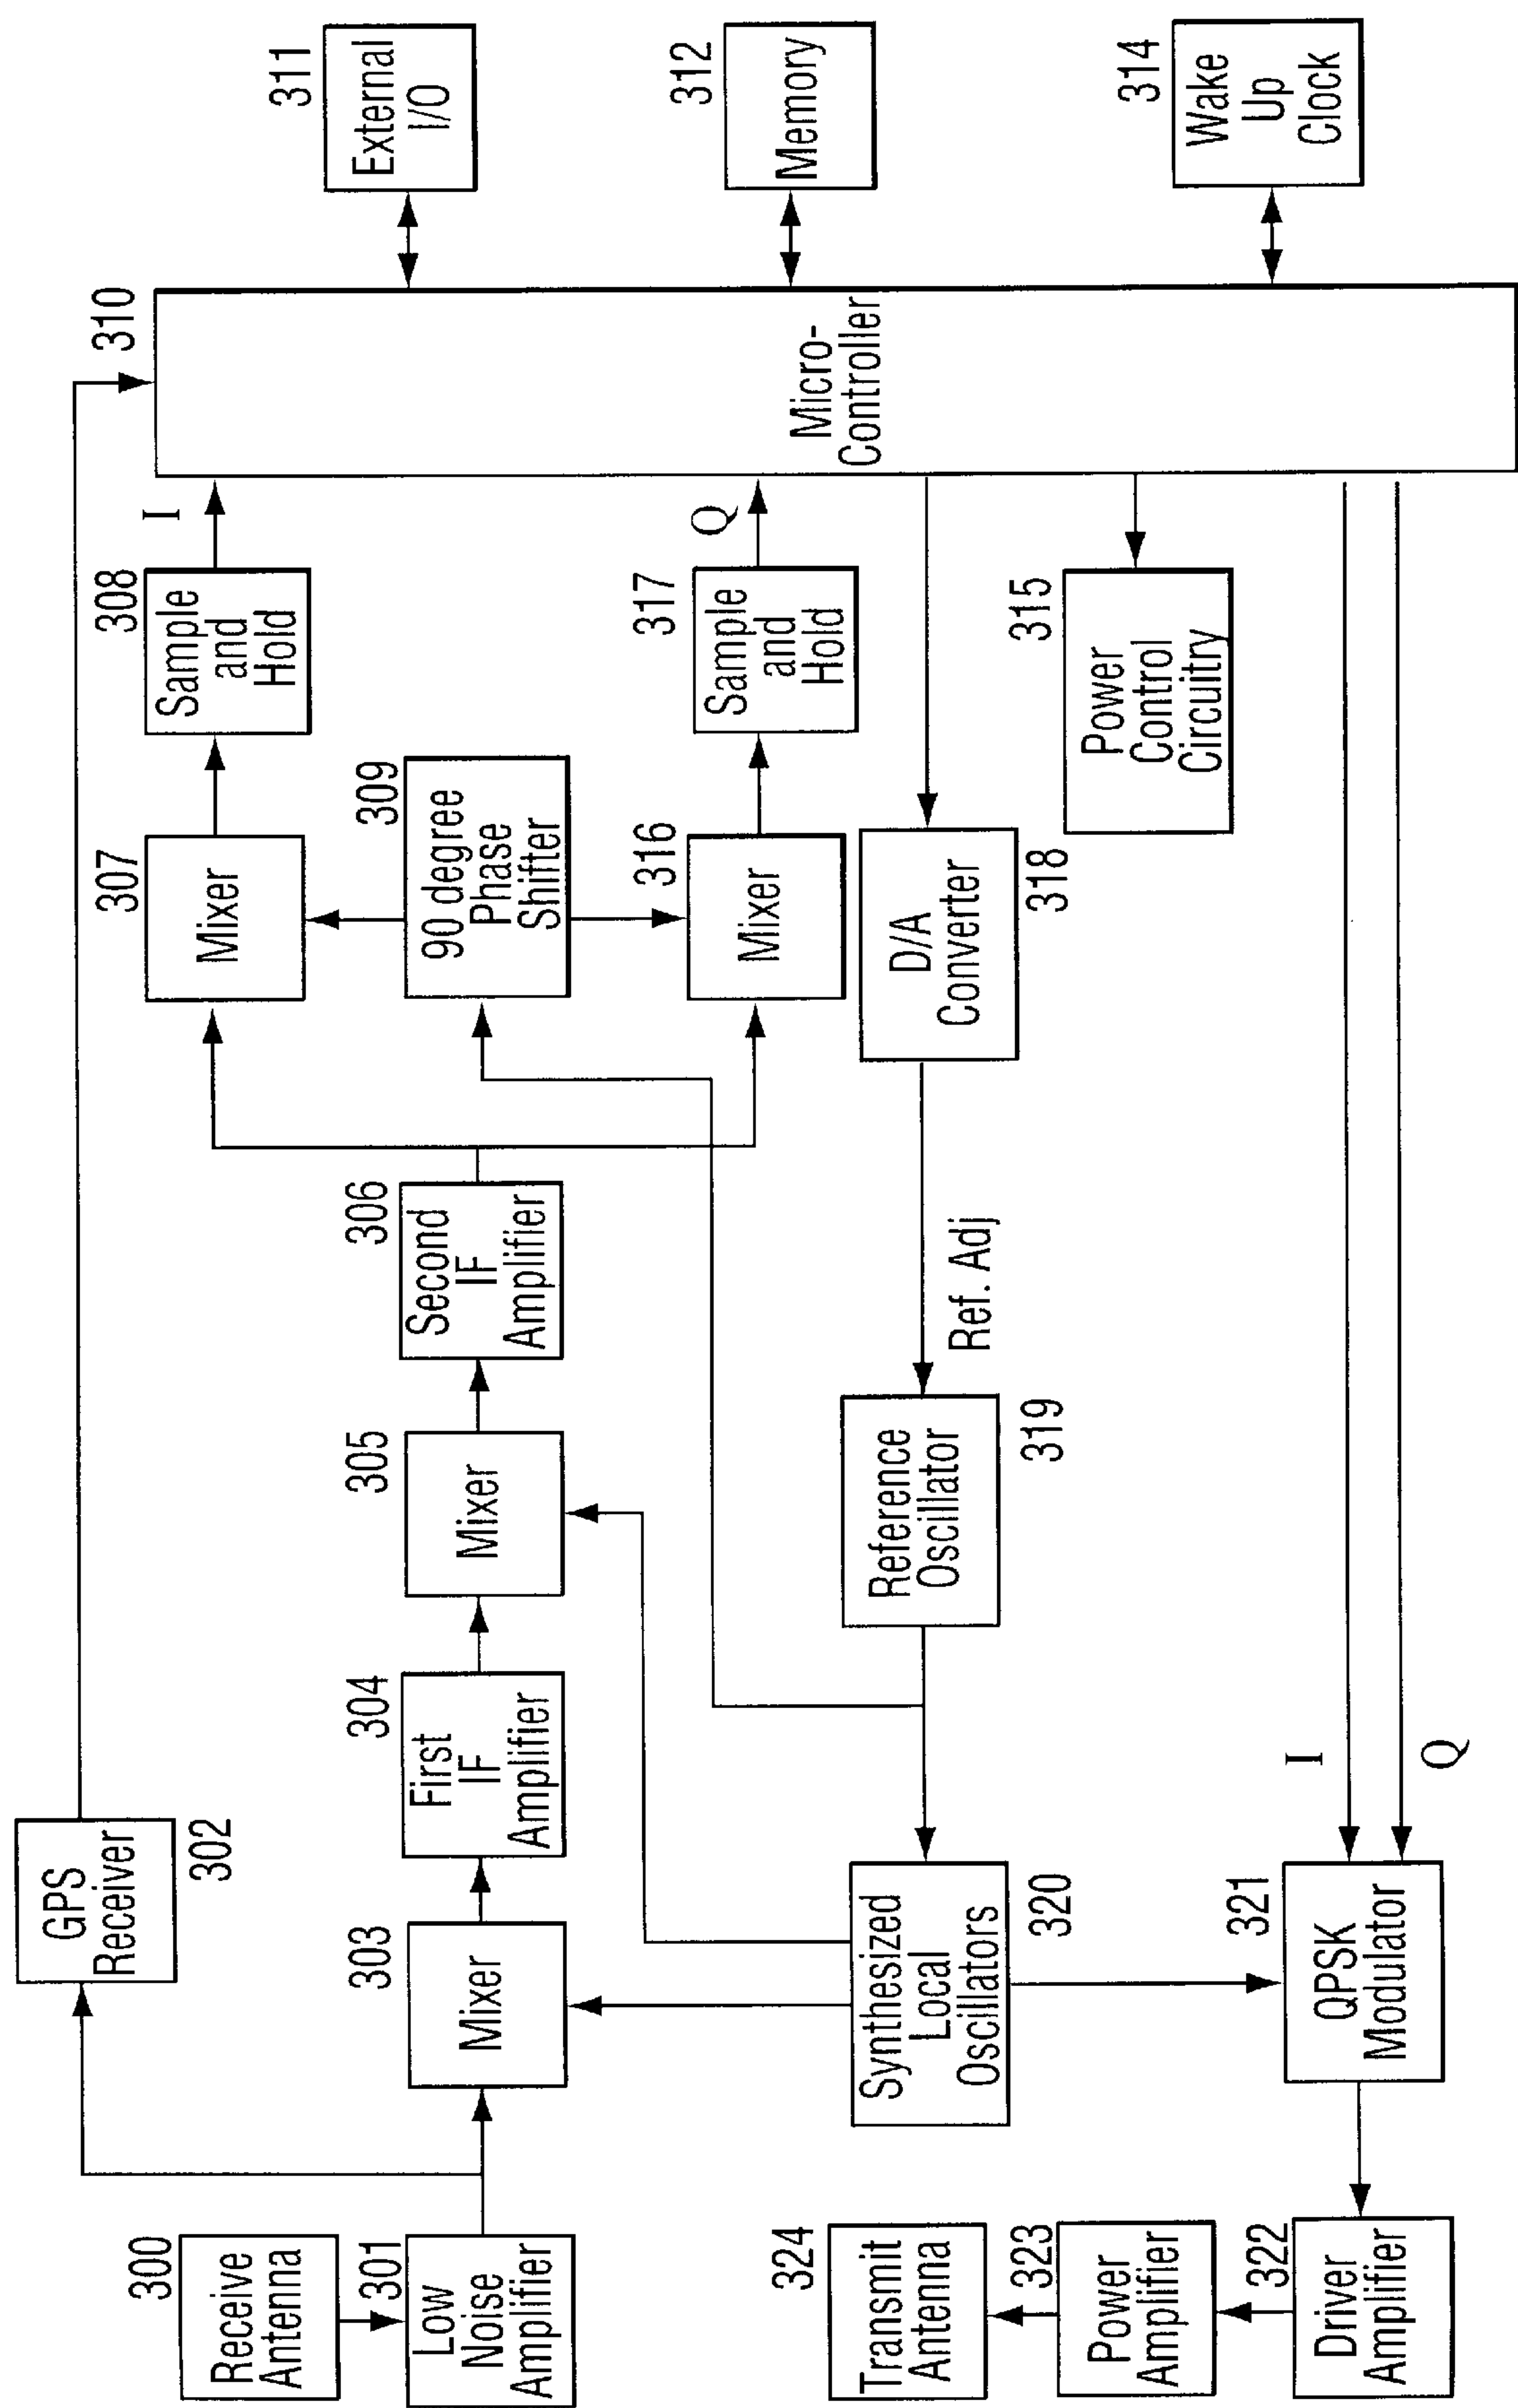 300
Receive
Antenna
301
Low
Noise
Amplifier
GPS
Receiver
302
303
Mixer
304
First
IF
Amplifier
305
Mixer
306
Second
IF
Amplifier
307
Mixer
308
Sample
and
Hold
I
309
90 degree
Phase
Shifter
316
Mixer
317
Sample
and
Hold
Q
310
Micro-
Controller
311
External
I/O
312
Memory
314
Wake
Up
Clock
315
Power
Control
Circuitry
D/A
Converter
318
Ref. Adj
Reference
Oscillator
319
Synthesized
Local
Oscillators
320
321
QPSK
Modulator
I
Q
322
Driver
Amplifier
323
Power
Amplifier
324
Transmit
Antenna